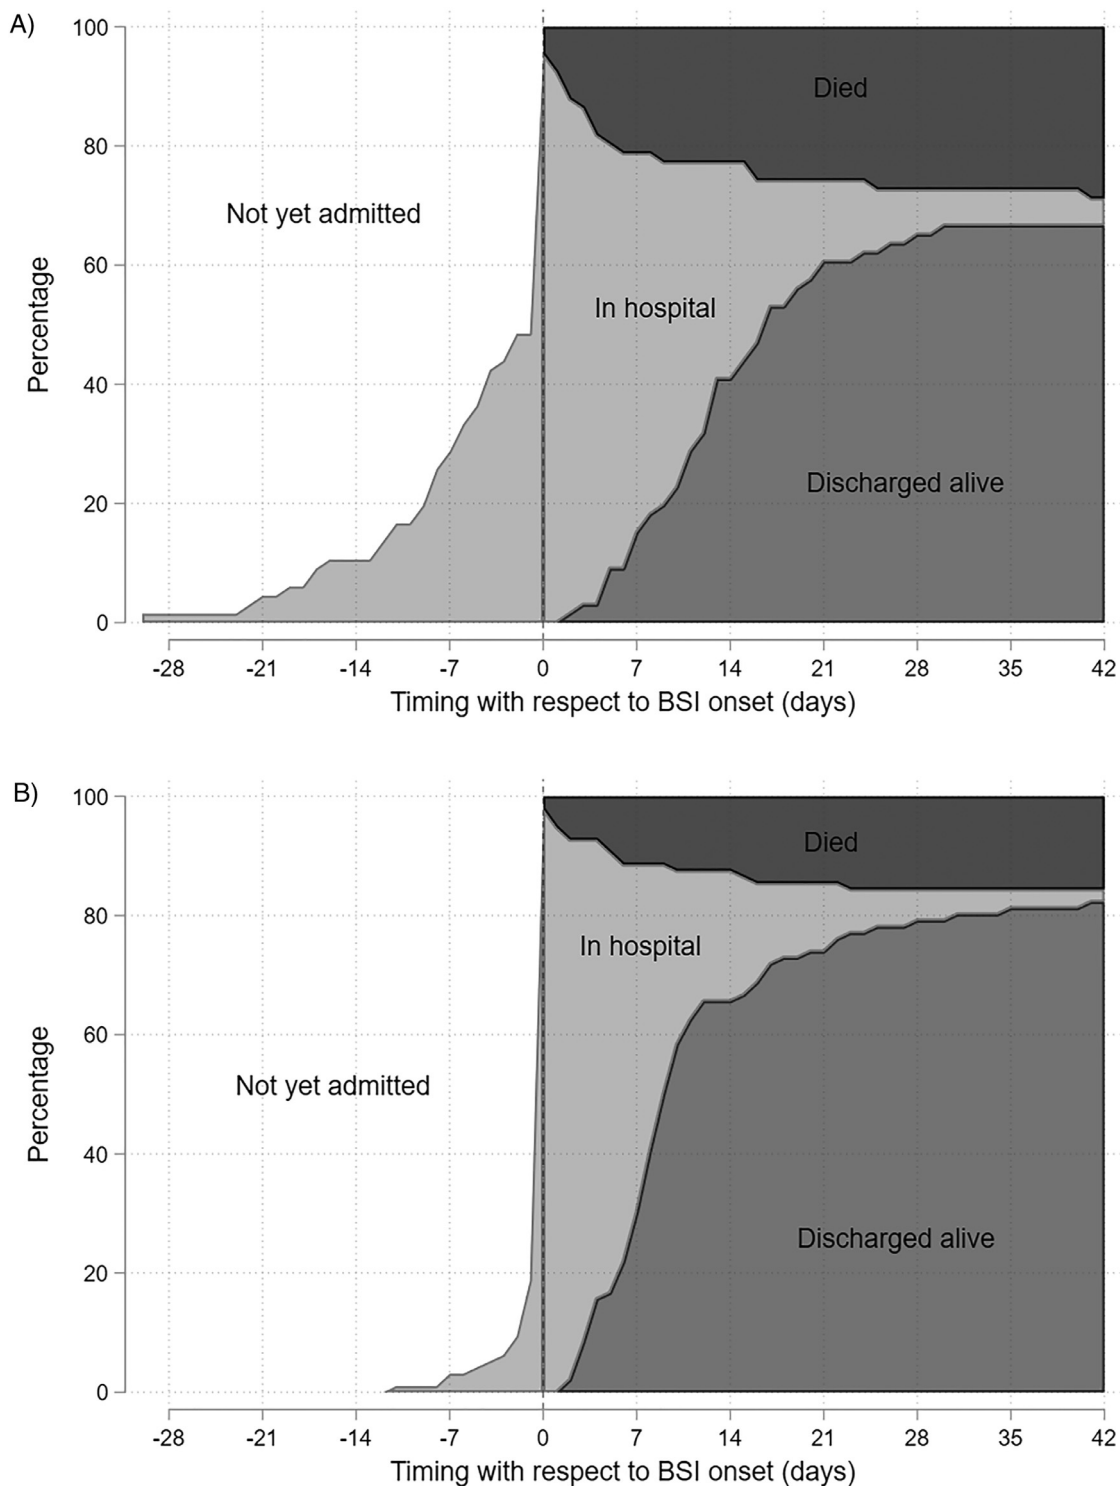 A)
100
80
60
40
20
0
Percentage
Not yet admitted
Died
In hospital
Discharged alive
-28 -21 -14 -7 0 7 14 21 28 35 42
Timing with respect to BSI onset (days)
B)
100
80
60
40
20
0
Percentage
Not yet admitted
Died
In hospital
Discharged alive
-28 -21 -14 -7 0 7 14 21 28 35 42
Timing with respect to BSI onset (days)